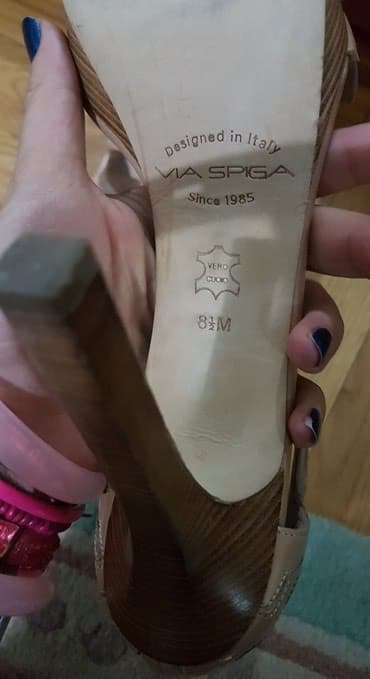 Designed in Italy
VIA SPIGA
Since 1985
VERO
CUOIO
8½M